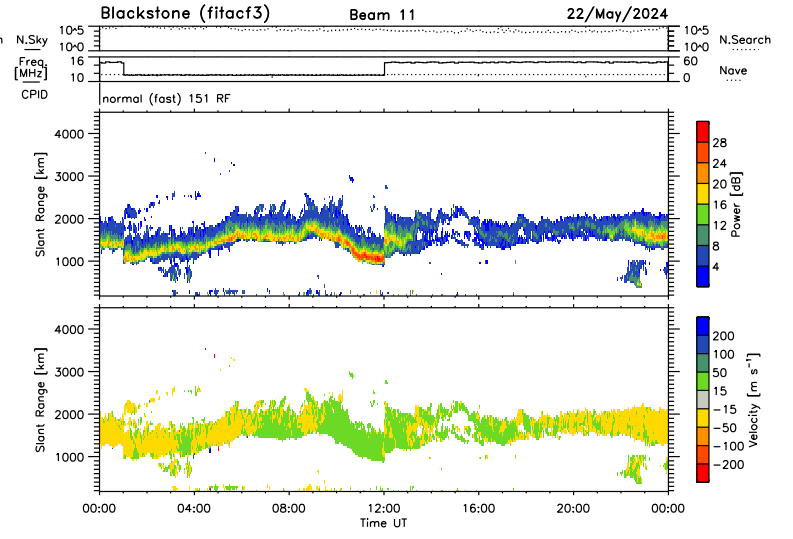 Blackstone (fitacf3)
Beam 11
22/May/2024
N.Sky
10^5
10^0
10^5
10^0
N.Search
Freq.
[MHz]
16
10
60
0
Nave
CPID
normal (fast) 151 RF
Slant Range [km]
4000
3000
2000
1000
28
24
20
16
12
8
4
Power [dB]
Slant Range [km]
4000
3000
2000
1000
200
100
50
15
-15
-50
-100
-200
Velocity [m s⁻¹]
00:00
04:00
08:00
12:00
16:00
20:00
00:00
Time UT